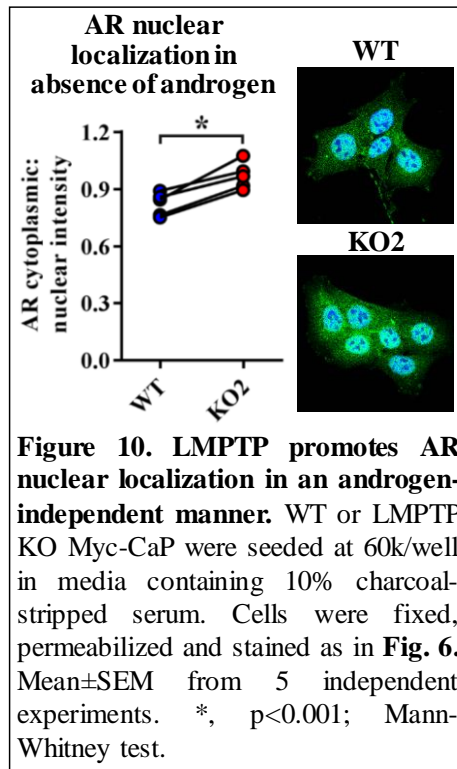 AR nuclear
localization in
absence of androgen
WT
*
1.2
0.9
0.6
0.3
0.0
AR cytoplasmic:
nuclear intensity
WT
KO2
KO2
Figure 10. LMPTP promotes AR
nuclear localization in an androgen-
independent manner. WT or LMPTP
KO Myc-CaP were seeded at 60k/well
in media containing 10% charcoal-
stripped serum. Cells were fixed,
permeabilized and stained as in Fig. 6.
Mean±SEM from 5 independent
experiments. *, p<0.001; Mann-
Whitney test.